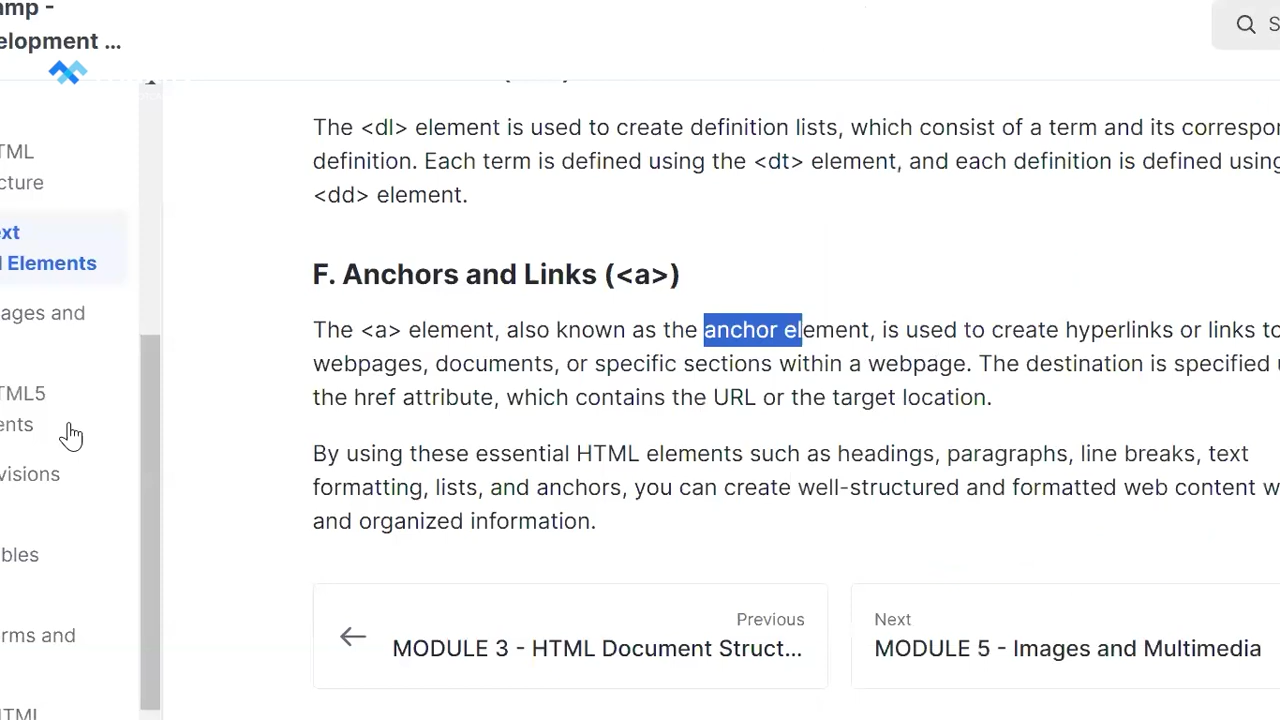 amp -
elopment ...
S
The <dl> element is used to create definition lists, which consist of a term and its correspor
definition. Each term is defined using the <dt> element, and each definition is defined using
<dd> element.
F. Anchors and Links (<a>)
The <a> element, also known as the anchor element, is used to create hyperlinks or links to
webpages, documents, or specific sections within a webpage. The destination is specified u
the href attribute, which contains the URL or the target location.
By using these essential HTML elements such as headings, paragraphs, line breaks, text
formatting, lists, and anchors, you can create well-structured and formatted web content w
and organized information.
Previous
MODULE 3 - HTML Document Struct...
Next
MODULE 5 - Images and Multimedia
TML
cture
ext
l Elements
ages and
TML5
ents
visions
bles
rms and
HTML